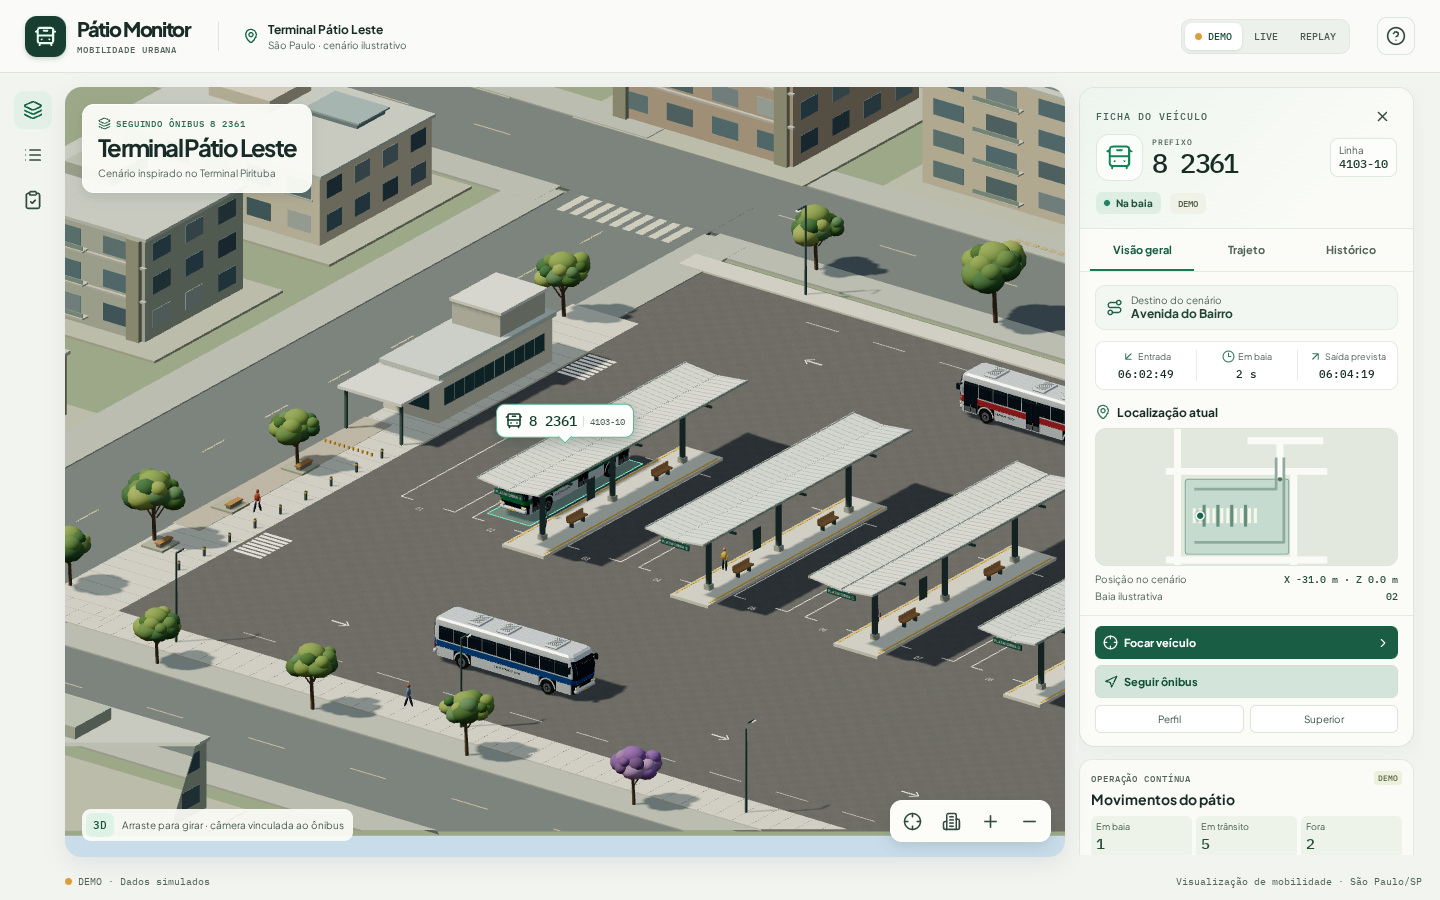 Pátio Monitor
MOBILIDADE URBANA
Terminal Pátio Leste
São Paulo · cenário ilustrativo
DEMO
LIVE
REPLAY
SEGUINDO ÔNIBUS 8 2361
Terminal Pátio Leste
Cenário inspirado no Terminal Pirituba
8 2361
4103-10
3D
Arraste para girar · câmera vinculada ao ônibus
FICHA DO VEÍCULO
PREFIXO
8 2361
Linha
4103-10
Na baia
DEMO
Visão geral
Trajeto
Histórico
Destino do cenário
Avenida do Bairro
Entrada
06:02:49
Em baia
2 s
Saída prevista
06:04:19
Localização atual
Posição no cenário
X -31.0 m · Z 0.0 m
Baia ilustrativa
02
Focar veículo
Seguir ônibus
Perfil
Superior
OPERAÇÃO CONTÍNUA
DEMO
Movimentos do pátio
Em baia
1
Em trânsito
5
Fora
2
DEMO · Dados simulados
Visualização de mobilidade · São Paulo/SP